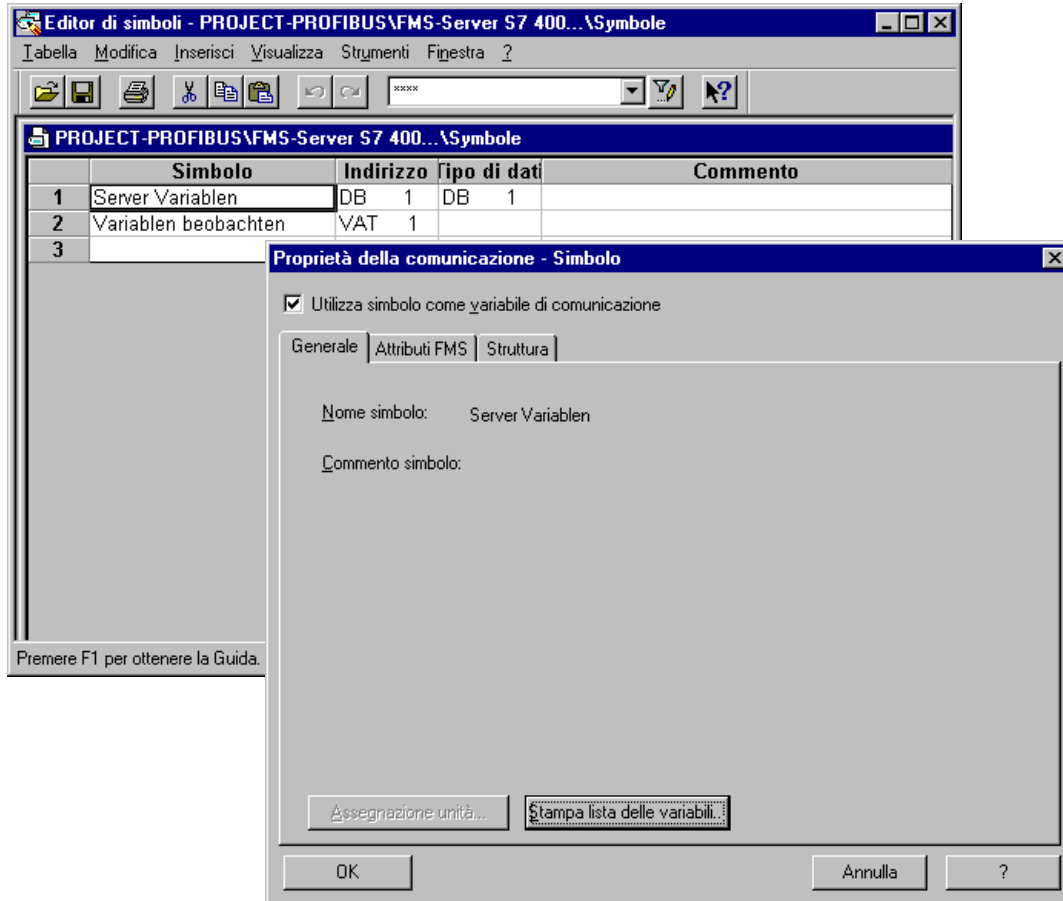 Editor di simboli - PROJECT-PROFIBUS\FMS-Server S7 400...\Symbole
Tabella Modifica Inserisci Visualizza Strumenti Finestra ?
****
PROJECT-PROFIBUS\FMS-Server S7 400...\Symbole
Simbolo Indirizzo Tipo di dati Commento
1 Server Variablen DB 1 DB 1
2 Variablen beobachten VAT 1
3
Proprietà della comunicazione - Simbolo
Utilizza simbolo come variabile di comunicazione
Generale Attributi FMS Struttura
Nome simbolo: Server Variablen
Commento simbolo:
Premere F1 per ottenere la Guida.
Assegnazione unità... Stampa lista delle variabili..
OK Annulla ?